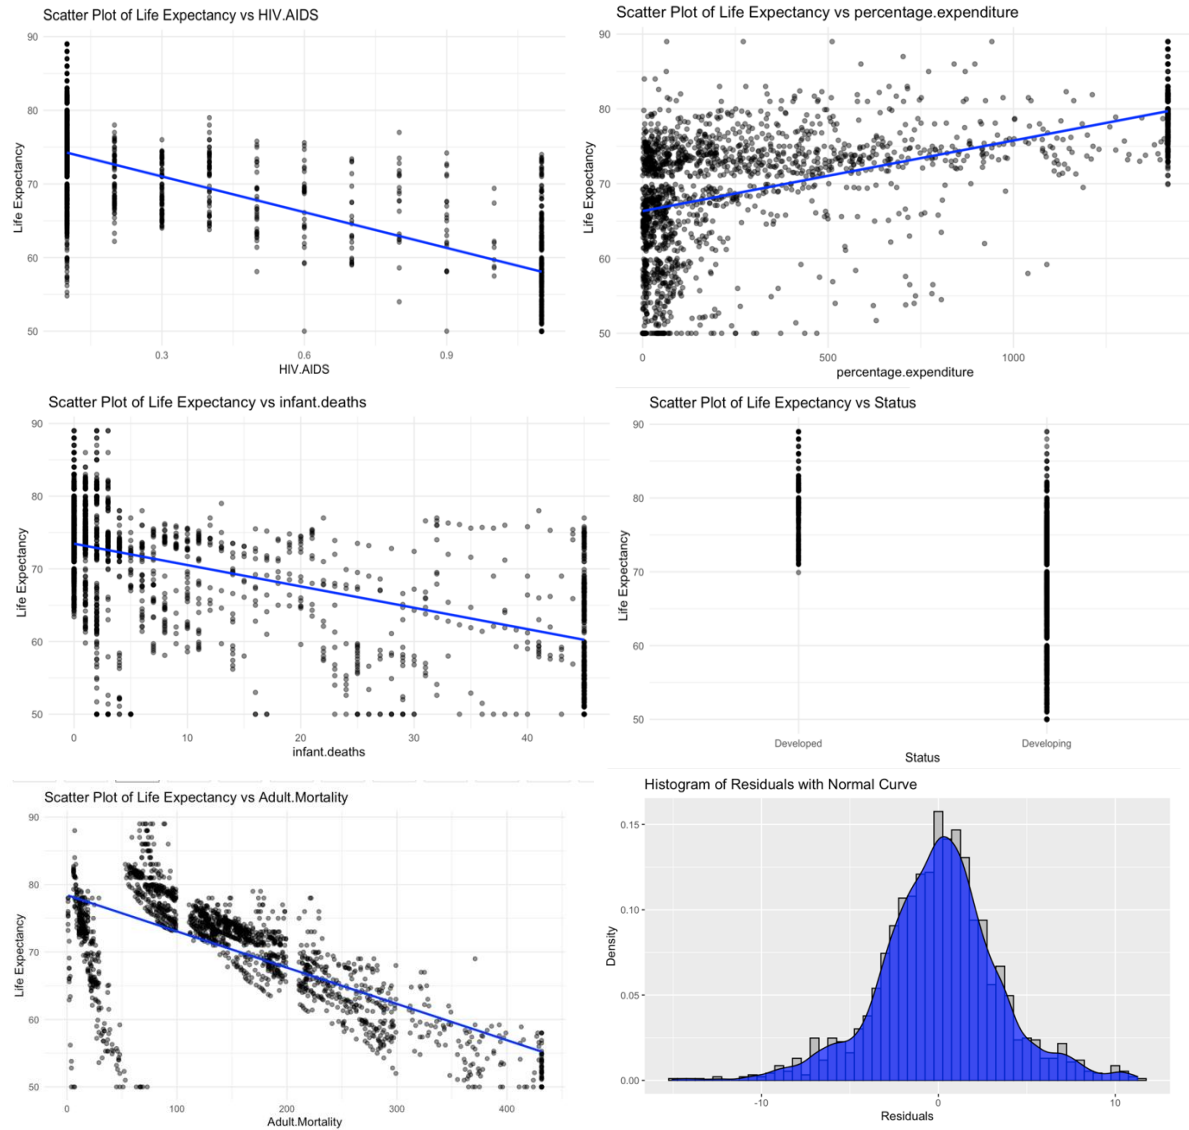 Scatter Plot of Life Expectancy vs HIV.AIDS
90
80
70
60
50
Life Expectancy
0.3 0.6 0.9
HIV.AIDS
Scatter Plot of Life Expectancy vs percentage.expenditure
90
80
70
60
50
Life Expectancy
0 500 1000
percentage.expenditure
Scatter Plot of Life Expectancy vs infant.deaths
90
80
70
60
50
Life Expectancy
0 10 20 30 40
infant.deaths
Scatter Plot of Life Expectancy vs Status
90
80
70
60
50
Life Expectancy
Developed Developing
Status
Scatter Plot of Life Expectancy vs Adult.Mortality
90
80
70
60
50
Life Expectancy
0 100 200 300 400
Adult.Mortality
Histogram of Residuals with Normal Curve
0.15
0.10
0.05
0.00
Density
-10 0 10
Residuals